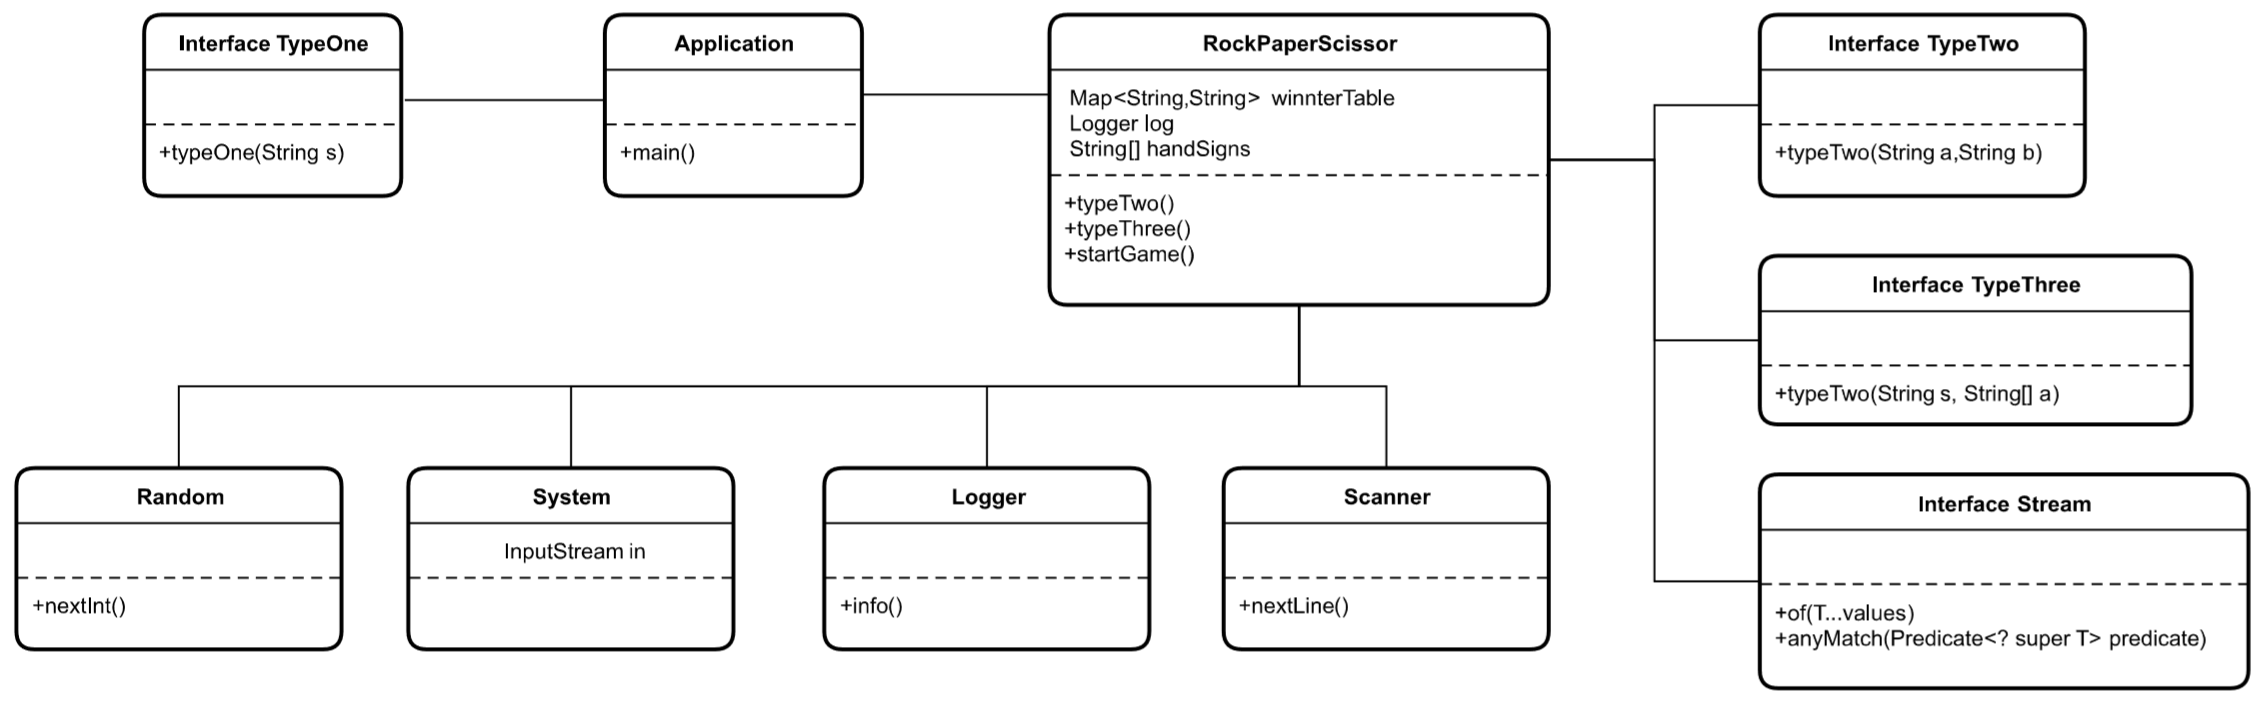 Interface TypeOne
+typeOne(String s)
Application
+main()
RockPaperScissor
Map<String,String> winnterTable
Logger log
String[] handSigns
+typeTwo()
+typeThree()
+startGame()
Interface TypeTwo
+typeTwo(String a,String b)
Interface TypeThree
+typeTwo(String s, String[] a)
Random
+nextInt()
System
InputStream in
Logger
+info()
Scanner
+nextLine()
Interface Stream
+of(T...values)
+anyMatch(Predicate<? super T> predicate)